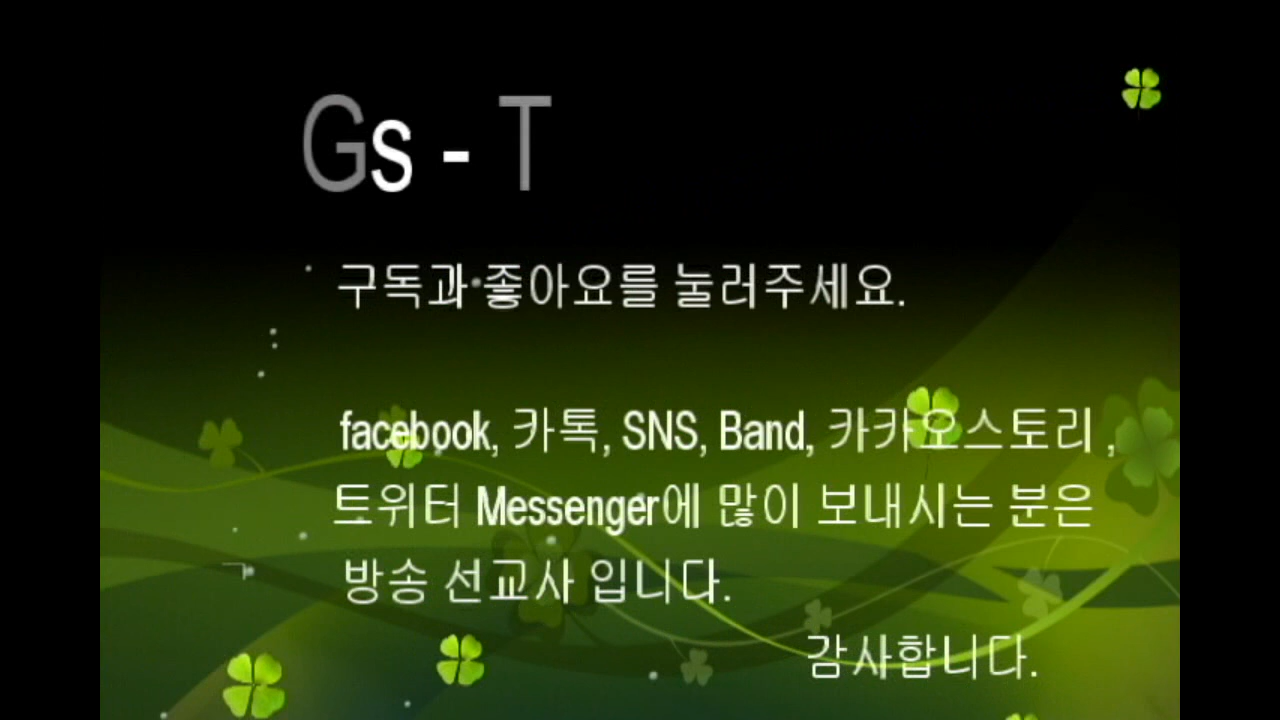 Gs - T
구독과 좋아요를 눌러주세요.
facebook, 카톡, SNS, Band, 카카오스토리 ,
트위터 Messenger에 많이 보내시는 분은
방송 선교사 입니다.
감사합니다.